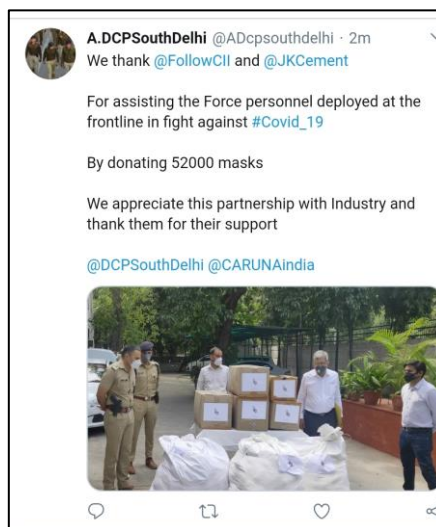 A.DCPSouthDelhi @ADcpsouthdelhi · 2m
We thank @FollowCII and @JKCement
For assisting the Force personnel deployed at the
frontline in fight against #Covid_19
By donating 52000 masks
We appreciate this partnership with Industry and
thank them for their support
@DCPSouthDelhi @CARUNAindia